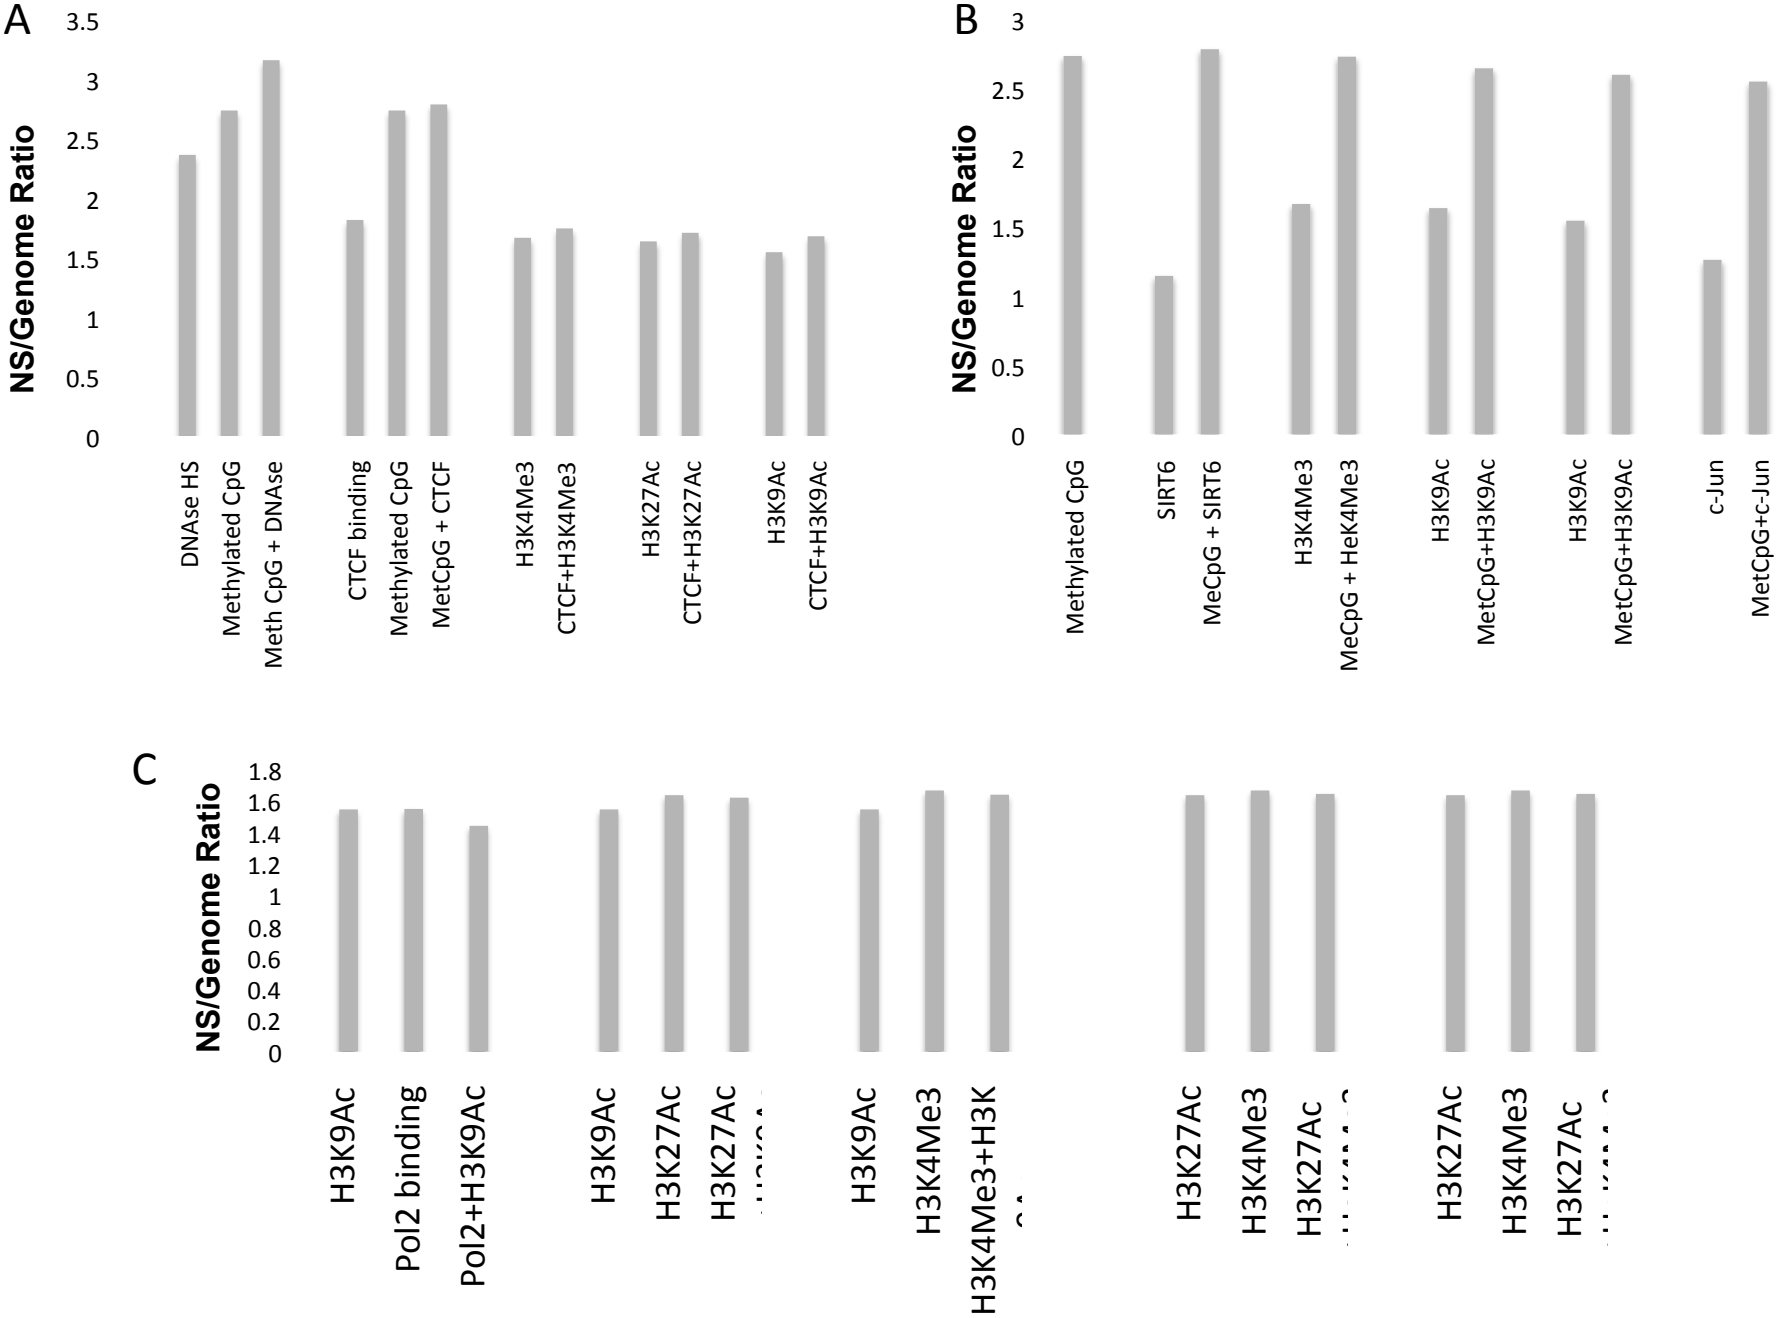 A
3.5
3
2.5
2
1.5
1
0.5
0
NS/Genome Ratio
DNAse HS
Methylated CpG
Meth CpG + DNAse
CTCF binding
Methylated CpG
MetCpG + CTCF
H3K4Me3
CTCF+H3K4Me3
H3K27Ac
CTCF+H3K27Ac
H3K9Ac
CTCF+H3K9Ac
B
3
2.5
2
1.5
1
0.5
0
NS/Genome Ratio
Methylated CpG
SIRT6
MeCpG + SIRT6
H3K4Me3
MeCpG + HeK4Me3
H3K9Ac
MetCpG+H3K9Ac
H3K9Ac
MetCpG+H3K9Ac
c-Jun
MetCpG+c-Jun
C
1.8
1.6
1.4
1.2
1
0.8
0.6
0.4
0.2
0
NS/Genome Ratio
H3K9Ac
Pol2 binding
Pol2+H3K9Ac
H3K9Ac
H3K27Ac
H3K27Ac
H3K9Ac
H3K4Me3
H3K4Me3+H3K
H3K27Ac
H3K4Me3
H3K27Ac
H3K27Ac
H3K4Me3
H3K27Ac